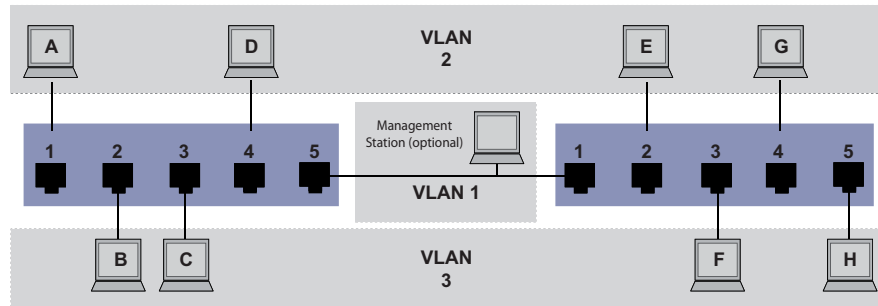 A
D
VLAN
2
E
G
1
2
3
4
5
Management
Station (optional)
VLAN 1
1
2
3
4
5
B
C
VLAN
3
F
H